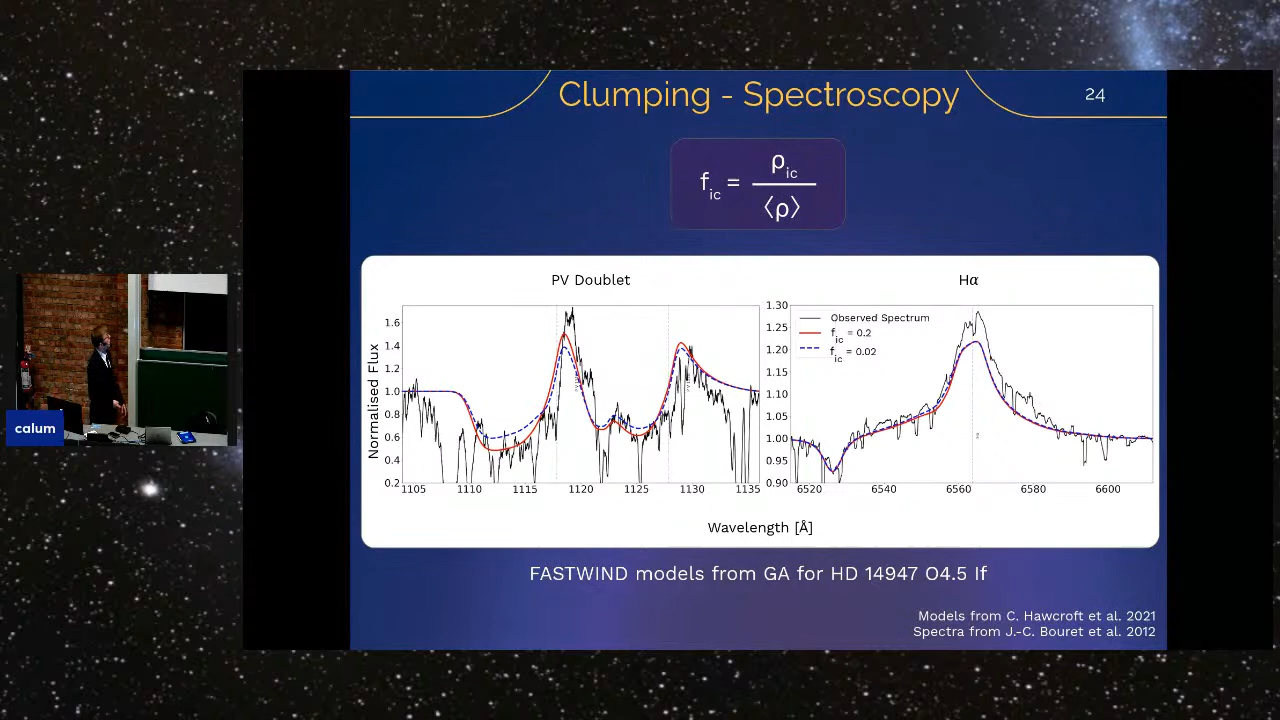 Clumping - Spectroscopy
24
f_ic = ρ_ic / ⟨ρ⟩
PV Doublet
Hα
Normalised Flux
1.6
1.4
1.2
1.0
0.8
0.6
0.4
0.2
1105 1110 1115 1120 1125 1130 1135
1.30
1.25
1.20
1.15
1.10
1.05
1.00
0.95
0.90
6520 6540 6560 6580 6600
Observed Spectrum
f_ic = 0.2
f_ic = 0.02
Wavelength [Å]
FASTWIND models from GA for HD 14947 O4.5 If
Models from C. Hawcroft et al. 2021
Spectra from J.-C. Bouret et al. 2012
calum